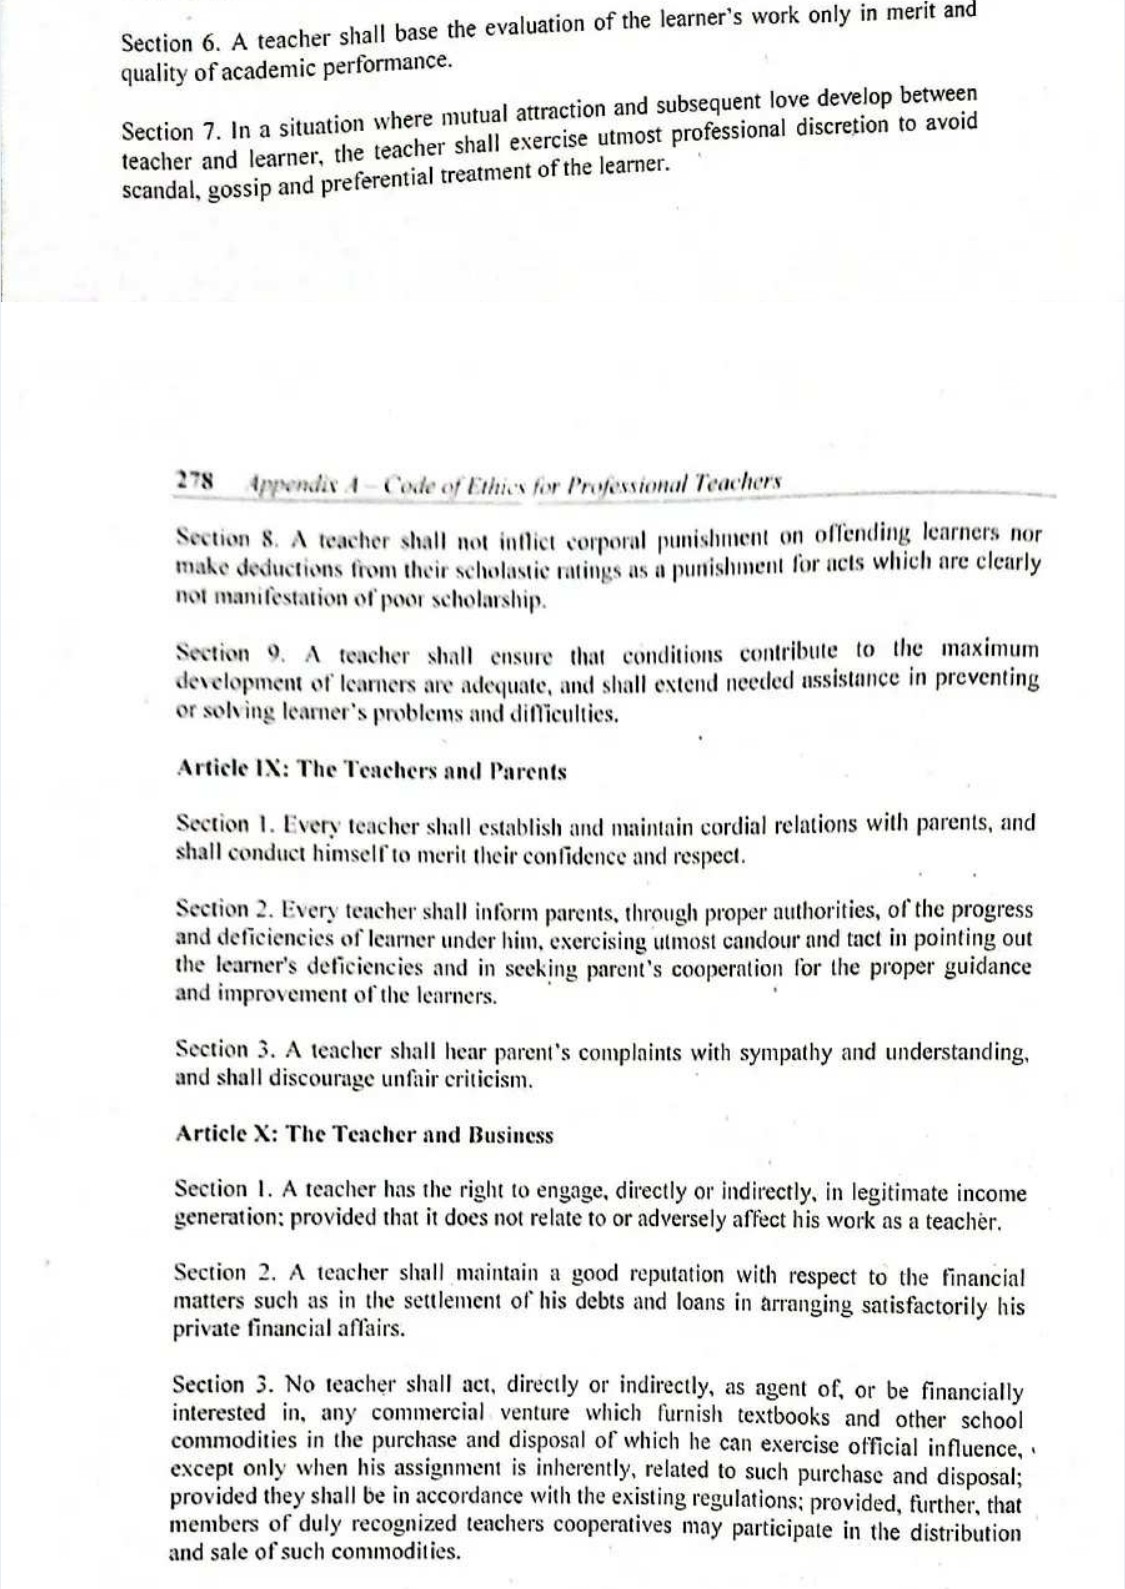 Section 6. A teacher shall base the evaluation of the learner's work only in merit and
quality of academic performance.
Section 7. In a situation where mutual attraction and subsequent love develop between
teacher and learner, the teacher shall exercise utmost professional discretion to avoid
scandal, gossip and preferential treatment of the learner.
278 Appendix A – Code of Ethics for Professional Teachers
Section 8. A teacher shall not inflict corporal punishment on offending learners nor
make deductions from their scholastic ratings as a punishment for acts which are clearly
not manifestation of poor scholarship.
Section 9. A teacher shall ensure that conditions contribute to the maximum
development of learners are adequate, and shall extend needed assistance in preventing
or solving learner's problems and difficulties.
Article IX: The Teachers and Parents
Section 1. Every teacher shall establish and maintain cordial relations with parents, and
shall conduct himself to merit their confidence and respect.
Section 2. Every teacher shall inform parents, through proper authorities, of the progress
and deficiencies of learner under him, exercising utmost candour and tact in pointing out
the learner's deficiencies and in seeking parent's cooperation for the proper guidance
and improvement of the learners.
Section 3. A teacher shall hear parent's complaints with sympathy and understanding,
and shall discourage unfair criticism.
Article X: The Teacher and Business
Section 1. A teacher has the right to engage, directly or indirectly, in legitimate income
generation; provided that it does not relate to or adversely affect his work as a teacher.
Section 2. A teacher shall maintain a good reputation with respect to the financial
matters such as in the settlement of his debts and loans in arranging satisfactorily his
private financial affairs.
Section 3. No teacher shall act, directly or indirectly, as agent of, or be financially
interested in, any commercial venture which furnish textbooks and other school
commodities in the purchase and disposal of which he can exercise official influence,
except only when his assignment is inherently, related to such purchase and disposal;
provided they shall be in accordance with the existing regulations; provided, further, that
members of duly recognized teachers cooperatives may participate in the distribution
and sale of such commodities.